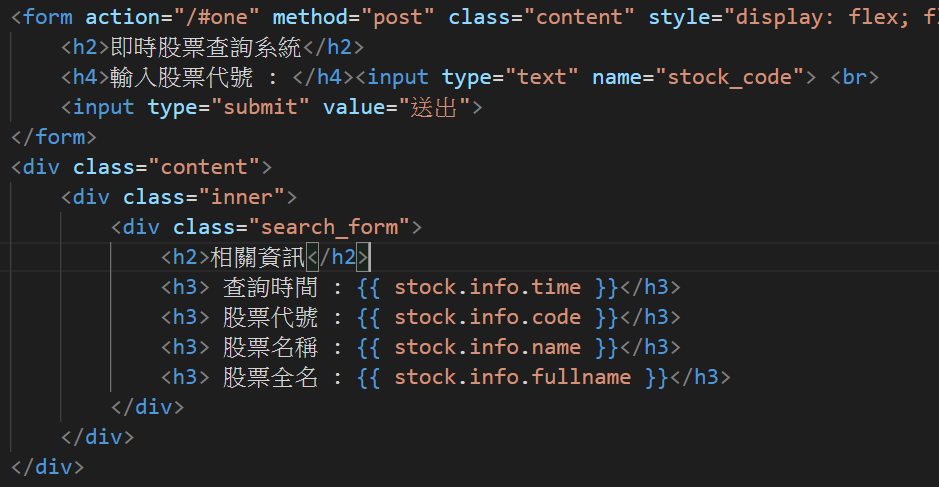 <form action="/#one" method="post" class="content" style="display: flex; fl
<h2>即時股票查詢系統</h2>
<h4>輸入股票代號 : </h4><input type="text" name="stock_code"> <br>
<input type="submit" value="送出">
</form>
<div class="content">
<div class="inner">
<div class="search_form">
<h2>相關資訊</h2>
<h3> 查詢時間 : {{ stock.info.time }}</h3>
<h3> 股票代號 : {{ stock.info.code }}</h3>
<h3> 股票名稱 : {{ stock.info.name }}</h3>
<h3> 股票全名 : {{ stock.info.fullname }}</h3>
</div>
</div>
</div>